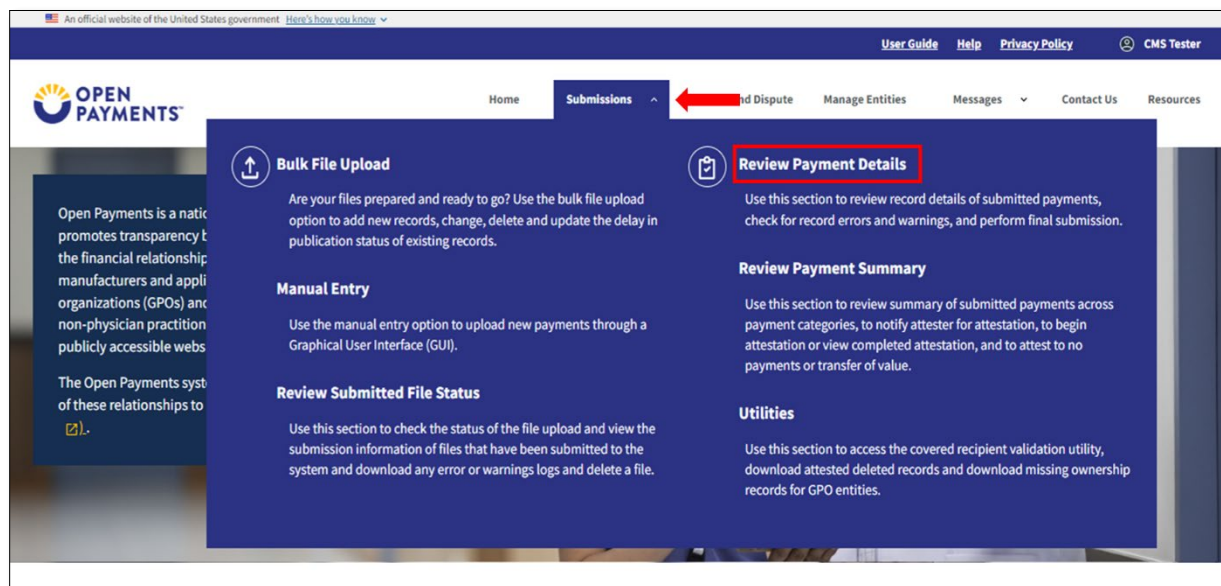 An official website of the United States government Here's how you know
User Guide Help Privacy Policy CMS Tester
OPEN
PAYMENTS™
Home Submissions nd Dispute Manage Entities Messages Contact Us Resources
Bulk File Upload
Are your files prepared and ready to go? Use the bulk file upload
option to add new records, change, delete and update the delay in
publication status of existing records.
Manual Entry
Use the manual entry option to upload new payments through a
Graphical User Interface (GUI).
Review Submitted File Status
Use this section to check the status of the file upload and view the
submission information of files that have been submitted to the
system and download any error or warnings logs and delete a file.
Review Payment Details
Use this section to review record details of submitted payments,
check for record errors and warnings, and perform final submission.
Review Payment Summary
Use this section to review summary of submitted payments across
payment categories, to notify attester for attestation, to begin
attestation or view completed attestation, and to attest to no
payments or transfer of value.
Utilities
Use this section to access the covered recipient validation utility,
download attested deleted records and download missing ownership
records for GPO entities.
Open Payments is a natio
promotes transparency b
the financial relationship
manufacturers and appli
organizations (GPOs) and
non-physician practition
publicly accessible webs
The Open Payments syst
of these relationships to
).